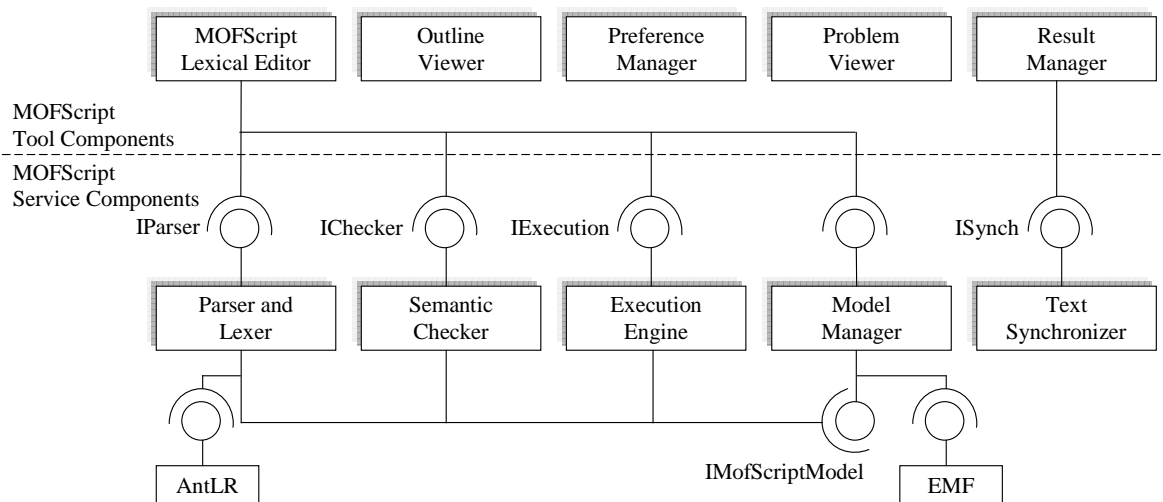 MOFScript
Lexical Editor
Outline
Viewer
Preference
Manager
Problem
Viewer
Result
Manager
MOFScript
Tool Components
MOFScript
Service Components
IParser
IChecker
IExecution
ISynch
Parser and
Lexer
Semantic
Checker
Execution
Engine
Model
Manager
Text
Synchronizer
IMofScriptModel
AntLR
EMF